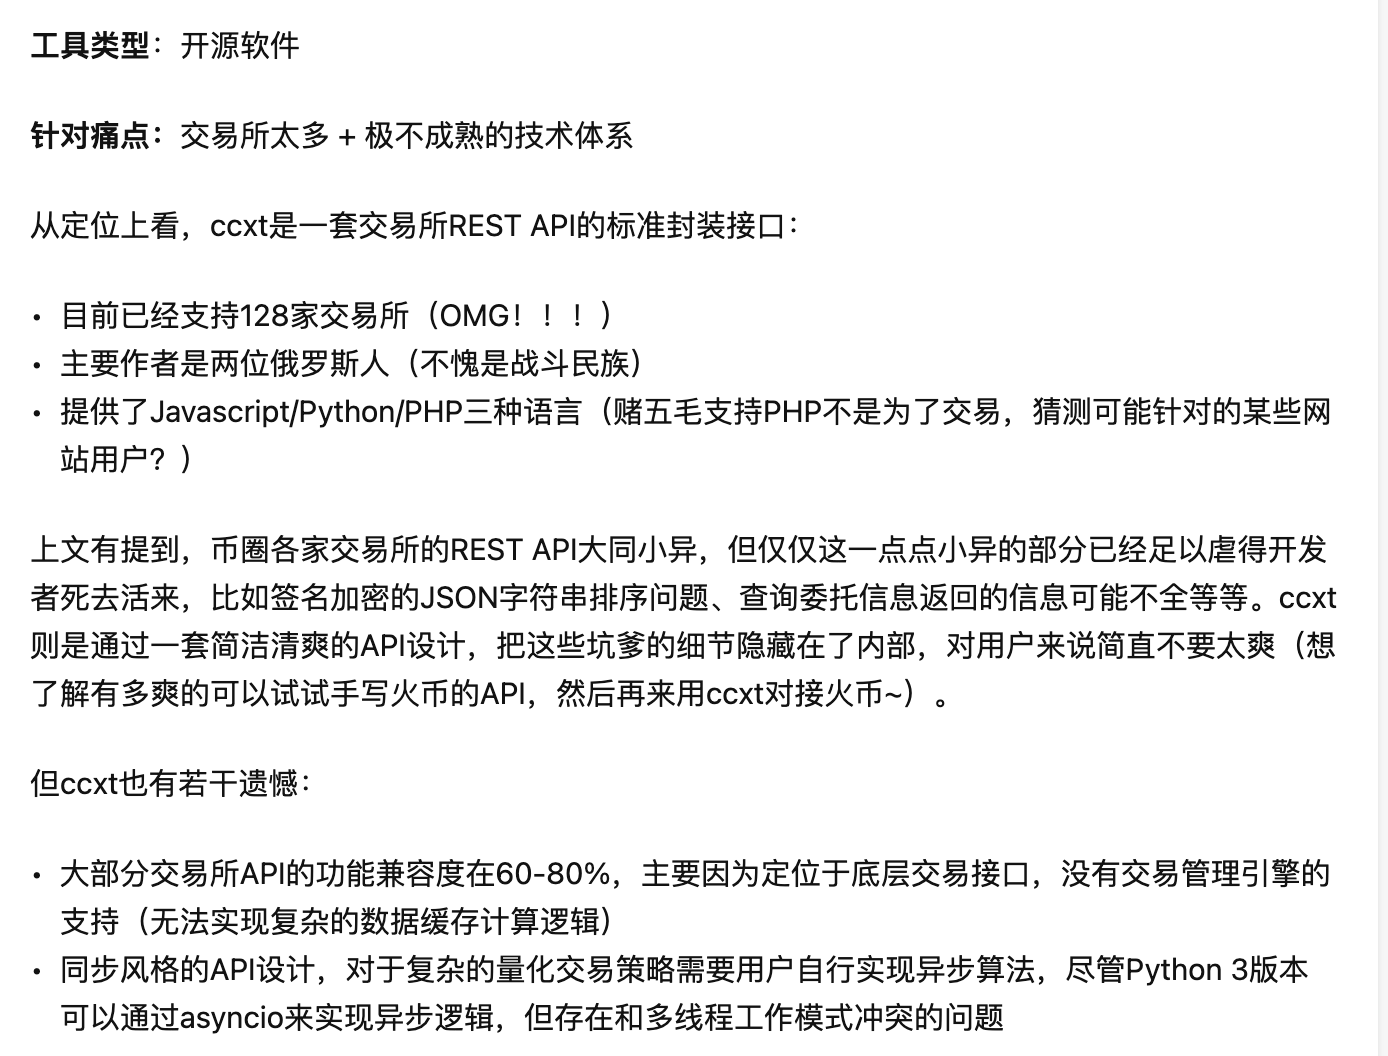 工具类型：开源软件
针对痛点：交易所太多 + 极不成熟的技术体系
从定位上看，ccxt是一套交易所REST API的标准封装接口：
• 目前已经支持128家交易所（OMG！！！）
• 主要作者是两位俄罗斯人（不愧是战斗民族）
• 提供了Javascript/Python/PHP三种语言（赌五毛支持PHP不是为了交易，猜测可能针对的某些网
站用户？）
上文有提到，币圈各家交易所的REST API大同小异，但仅仅这一点点小异的部分已经足以虐得开发
者死去活来，比如签名加密的JSON字符串排序问题、查询委托信息返回的信息可能不全等等。ccxt
则是通过一套简洁清爽的API设计，把这些坑爹的细节隐藏在了内部，对用户来说简直不要太爽（想
了解有多爽的可以试试手写火币的API，然后再来用ccxt对接火币~）。
但ccxt也有若干遗憾：
• 大部分交易所API的功能兼容度在60-80%，主要因为定位于底层交易接口，没有交易管理引擎的
支持（无法实现复杂的数据缓存计算逻辑）
• 同步风格的API设计，对于复杂的量化交易策略需要用户自行实现异步算法，尽管Python 3版本
可以通过asyncio来实现异步逻辑，但存在和多线程工作模式冲突的问题